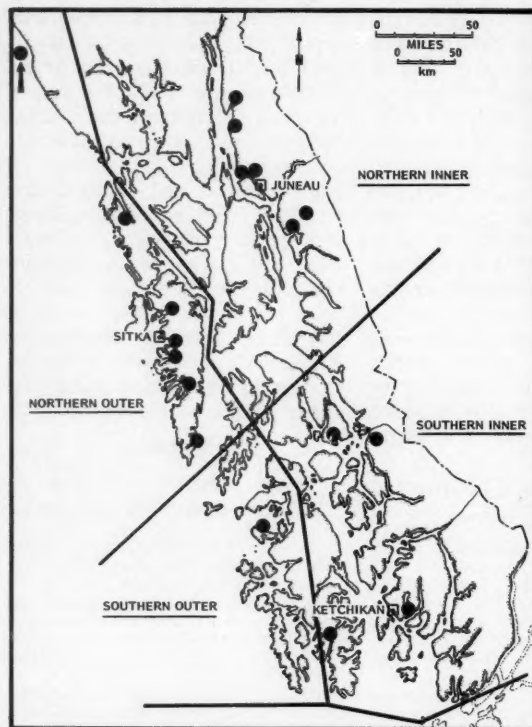 0 50
MILES
0 50
km
JUNEAU
NORTHERN INNER
SITKA
NORTHERN OUTER
SOUTHERN INNER
SOUTHERN OUTER
KETCHIKAN